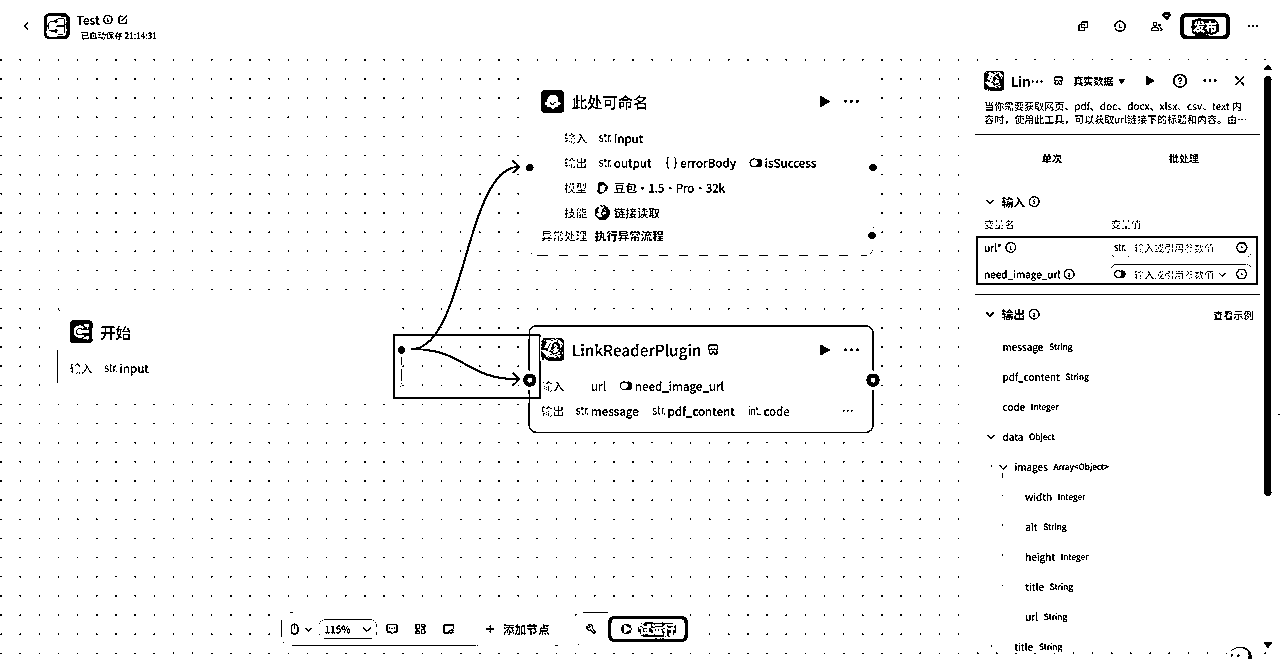 Test
已自动保存 21:14:31
发布
此处可命名
输入 str. input
输出 str. output { } errorBody isSuccess
模型 豆包·1.5·Pro·32k
技能 链接读取
异常处理 执行异常流程
开始
输入 str. input
LinkReaderPlugin
输入 url need_image_url
输出 str. message str. pdf_content int. code ···
115%
+ 添加节点
试运行
Lin··· 真实数据
当你需要获取网页、pdf、doc、docx、xlsx、csv、text 内
容时，使用此工具，可以获取url链接下的标题和内容。由···
单次 批处理
输入
变量名 变量值
url* str. 输入或引用参数值
need_image_url 输入或引用参数值
输出 查看示例
message String
pdf_content String
code Integer
data Object
images Array<Object>
width Integer
alt String
height Integer
title String
url String
title String